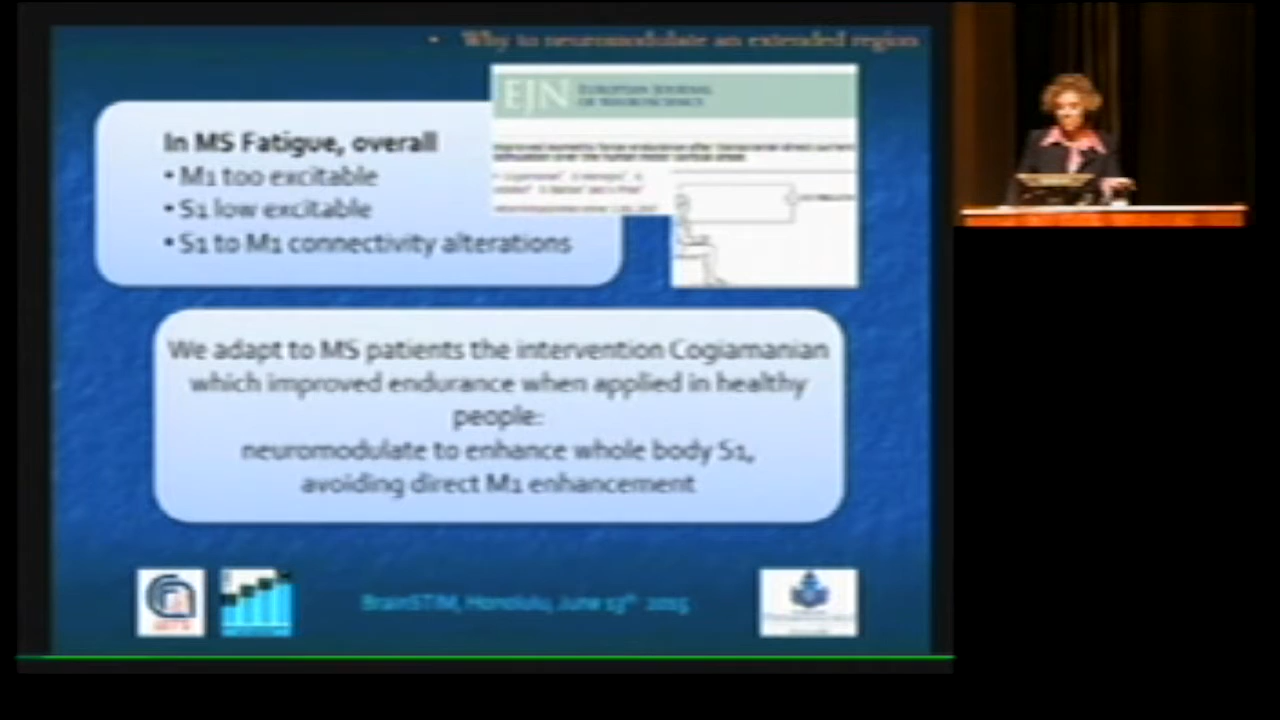 • Why to neuromodulate an extended region
EJN EUROPEAN JOURNAL
OF NEUROSCIENCE
In MS Fatigue, overall
• M1 too excitable
• S1 low excitable
• S1 to M1 connectivity alterations
We adapt to MS patients the intervention Cogiamanian
which improved endurance when applied in healthy
people:
neuromodulate to enhance whole body S1,
avoiding direct M1 enhancement
BrainSTIM, Honolulu, June 13th 2015